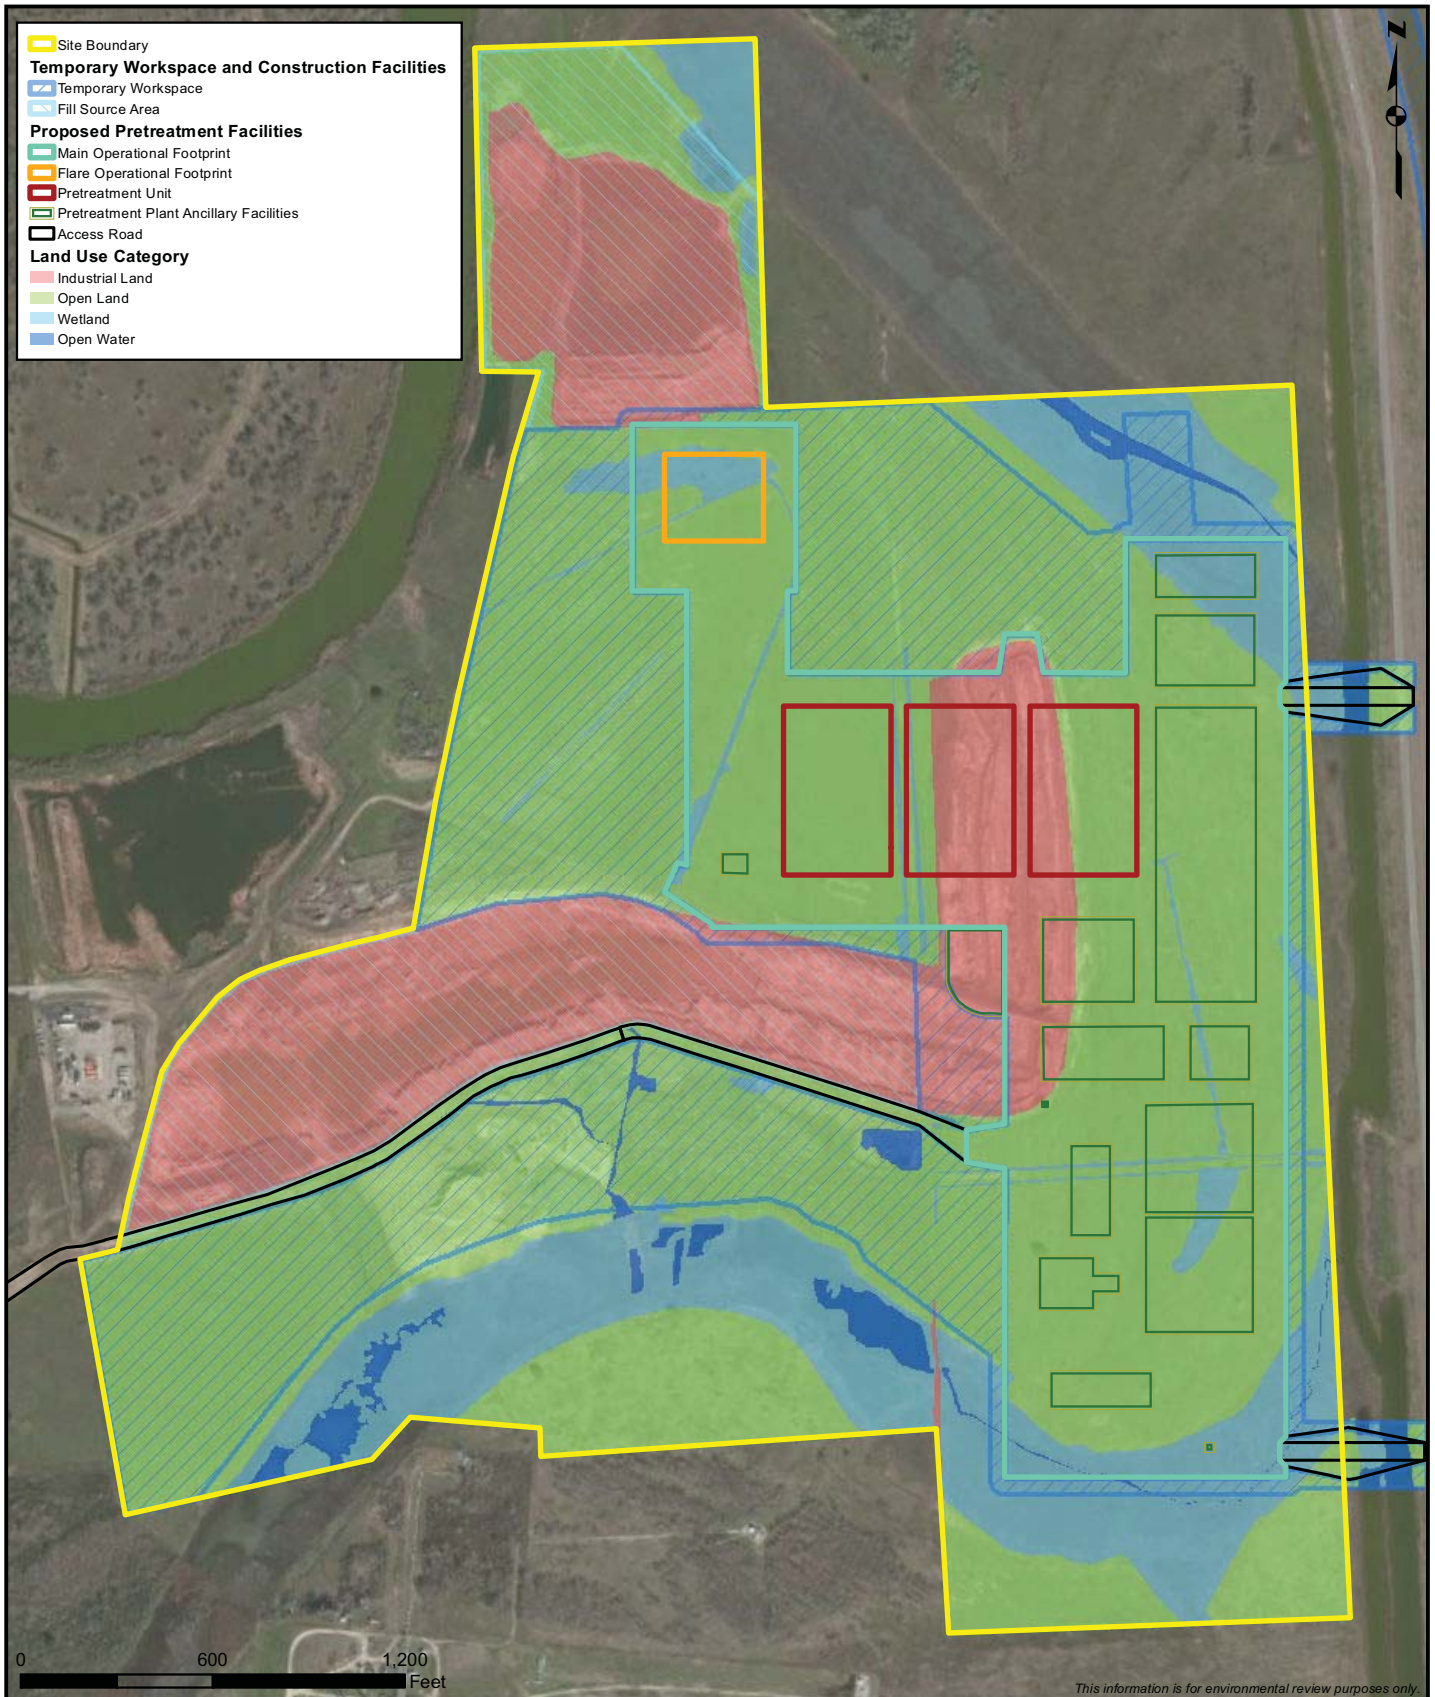 Site Boundary
Temporary Workspace and Construction Facilities
Temporary Workspace
Fill Source Area
Proposed Pretreatment Facilities
Main Operational Footprint
Flare Operational Footprint
Pretreatment Unit
Pretreatment Plant Ancillary Facilities
Access Road
Land Use Category
Industrial Land
Open Land
Wetland
Open Water
N
0 600 1,200
Feet
This information is for environmental review purposes only.